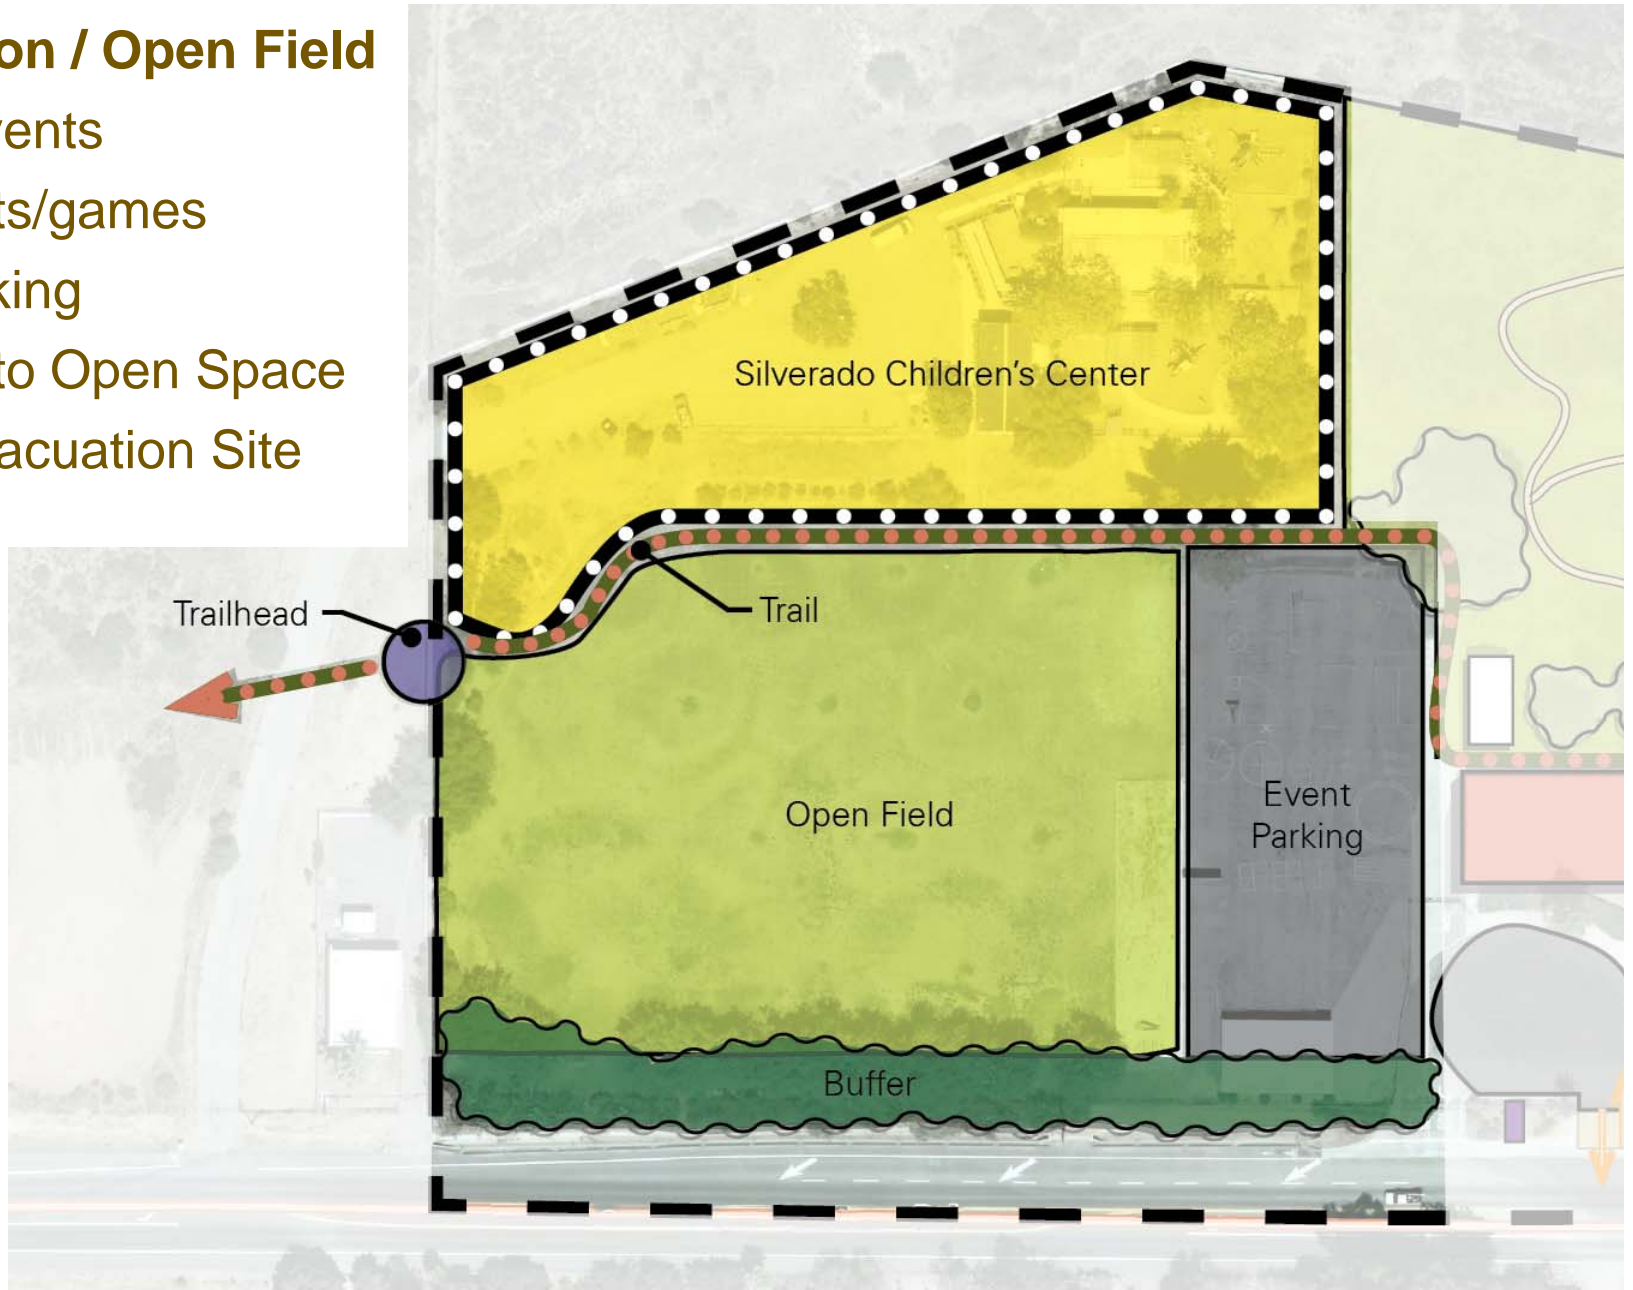 on / Open Field
vents
ts/games
king
to Open Space
acuation Site
Silverado Children's Center
Trailhead
Trail
Open Field
Event
Parking
Buffer